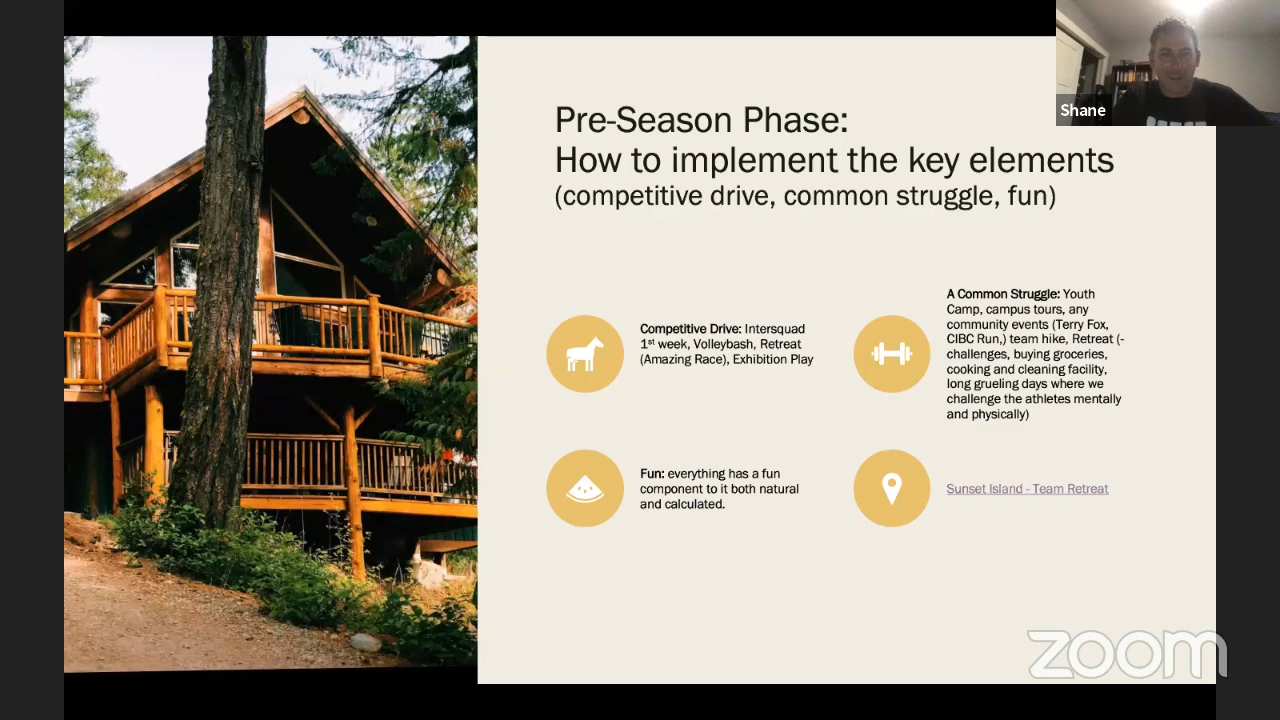 Shane
Pre-Season Phase:
How to implement the key elements
(competitive drive, common struggle, fun)
Competitive Drive: Intersquad
1st week, Volleybash, Retreat
(Amazing Race), Exhibition Play
A Common Struggle: Youth
Camp, campus tours, any
community events (Terry Fox,
CIBC Run,) team hike, Retreat (-
challenges, buying groceries,
cooking and cleaning facility,
long grueling days where we
challenge the athletes mentally
and physically)
Fun: everything has a fun
component to it both natural
and calculated.
Sunset Island - Team Retreat
zoom